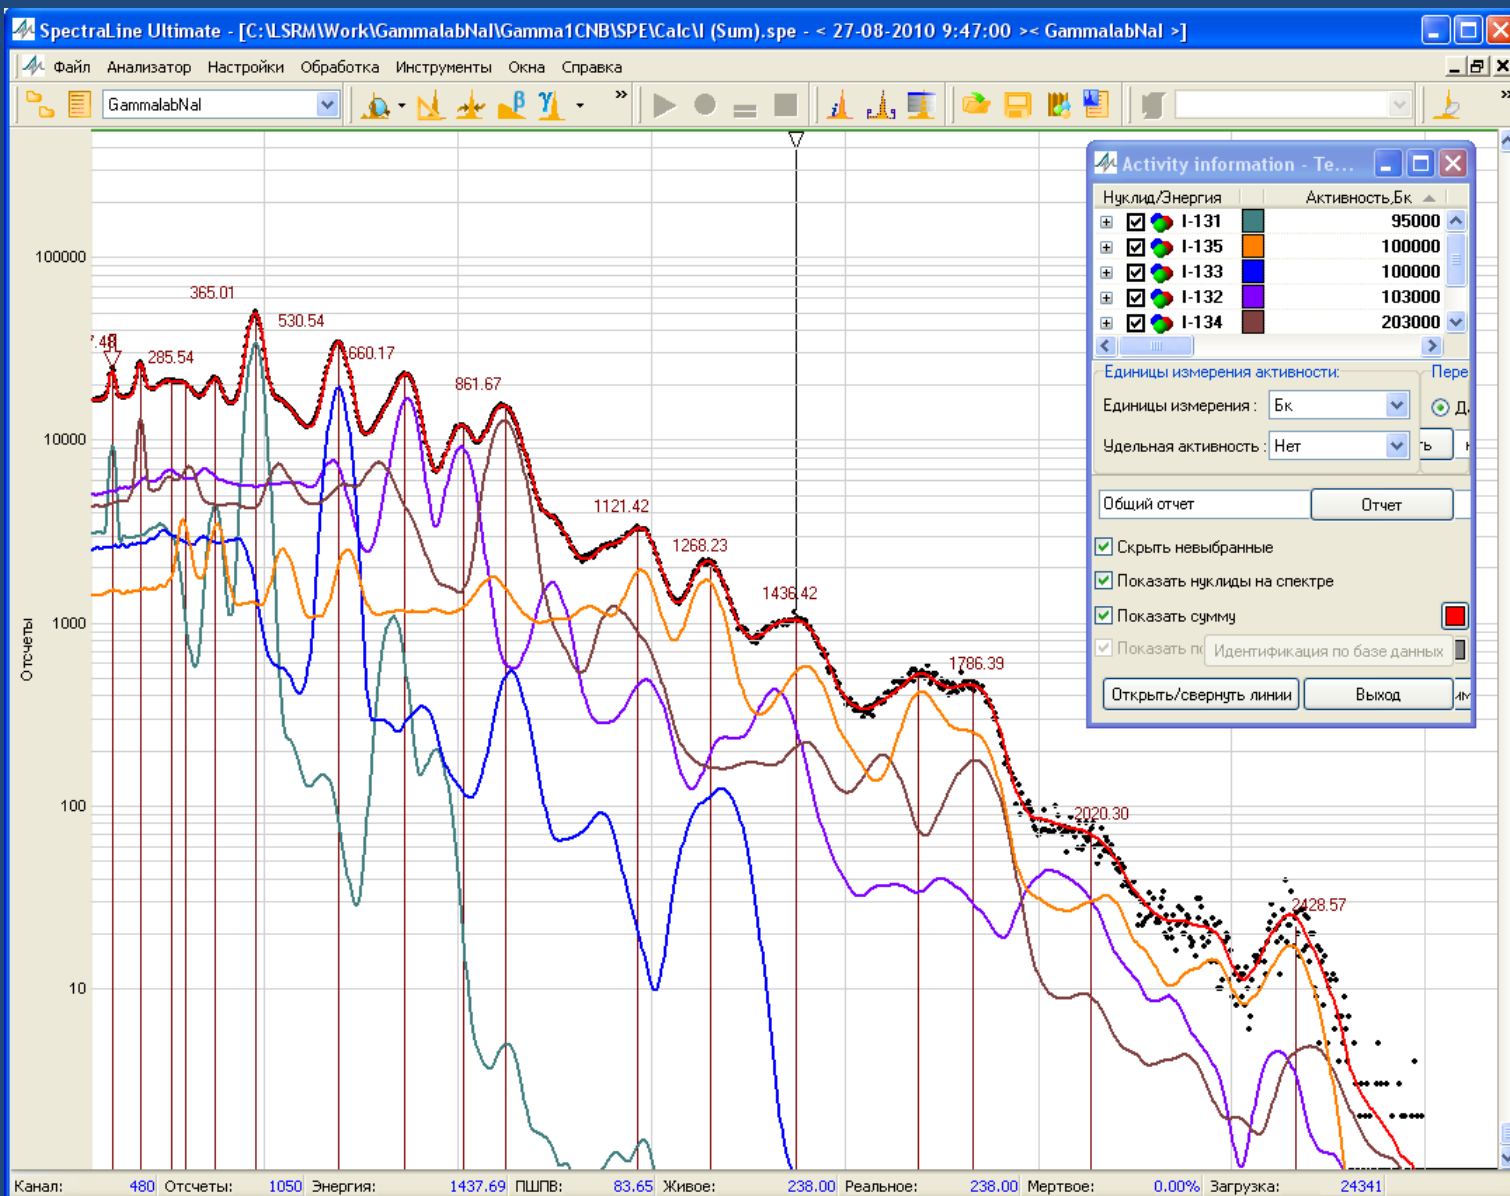 SpectraLine Ultimate - [C:\LSRM\Work\GammalabNaI\Gamma1CNB\SPE\Calc\I (Sum).spe - < 27-08-2010 9:47:00 >< GammalabNaI >]
Файл Анализатор Настройки Обработка Инструменты Окна Справка
GammalabNaI
Activity information - Te...
Нуклид/Энергия Активность,Бк
I-131 95000
I-135 100000
I-133 100000
I-132 103000
I-134 203000
Единицы измерения активности: Пере
Единицы измерения : Бк
Удельная активность : Нет
Общий отчет Отчет
Скрыть невыбранные
Показать нуклиды на спектре
Показать сумму
Показать по
Идентификация по базе данных
Открыть/свернуть линии Выход
100000
10000
1000
100
10
Отсчеты
7.48
285.54
365.01
530.54
660.17
861.67
1121.42
1268.23
1436.42
1786.39
2020.30
2428.57
Канал: 480 Отсчеты: 1050 Энергия: 1437.69 ПШПВ: 83.65 Живое: 238.00 Реальное: 238.00 Мертвое: 0.00% Загрузка: 24341